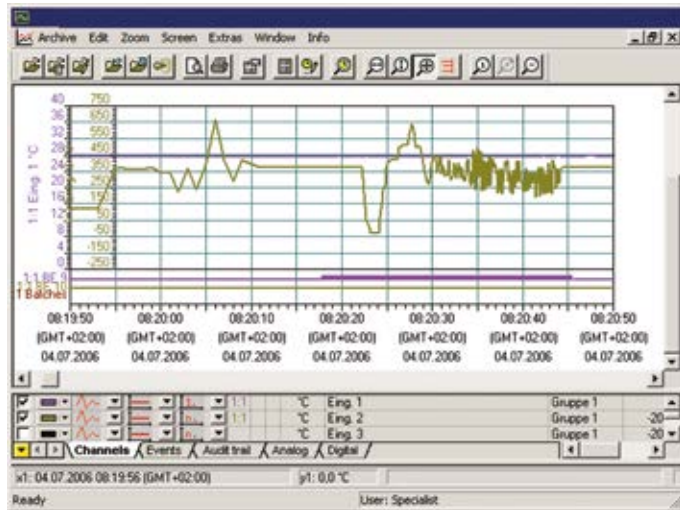 Archive Edit Zoom Screen Extras Window Info
40 750
36 650
32 550
28 450
24 350
20 250
16 150
12 50
8 -50
4 -150
0 -250
1:1 Eing. 1 °C
1:1 BE 9
1 Batches
08:19:50 08:20:00 08:20:10 08:20:20 08:20:30 08:20:40 08:20:50
(GMT+02:00) (GMT+02:00) (GMT+02:00) (GMT+02:00) (GMT+02:00) (GMT+02:00) (GMT+02:00)
04.07.2006 04.07.2006 04.07.2006 04.07.2006 04.07.2006 04.07.2006 04.07.2006
1:1 °C Eing. 1 Gruppe 1
n... 1:1 °C Eing. 2 Gruppe 1 -20
n... °C Eing. 3 Gruppe 1 -20
Channels Events Audit trail Analog Digital
x1: 04.07.2006 08:19:56 (GMT+02:00) y1: 0,0 °C
Ready User: Specialist